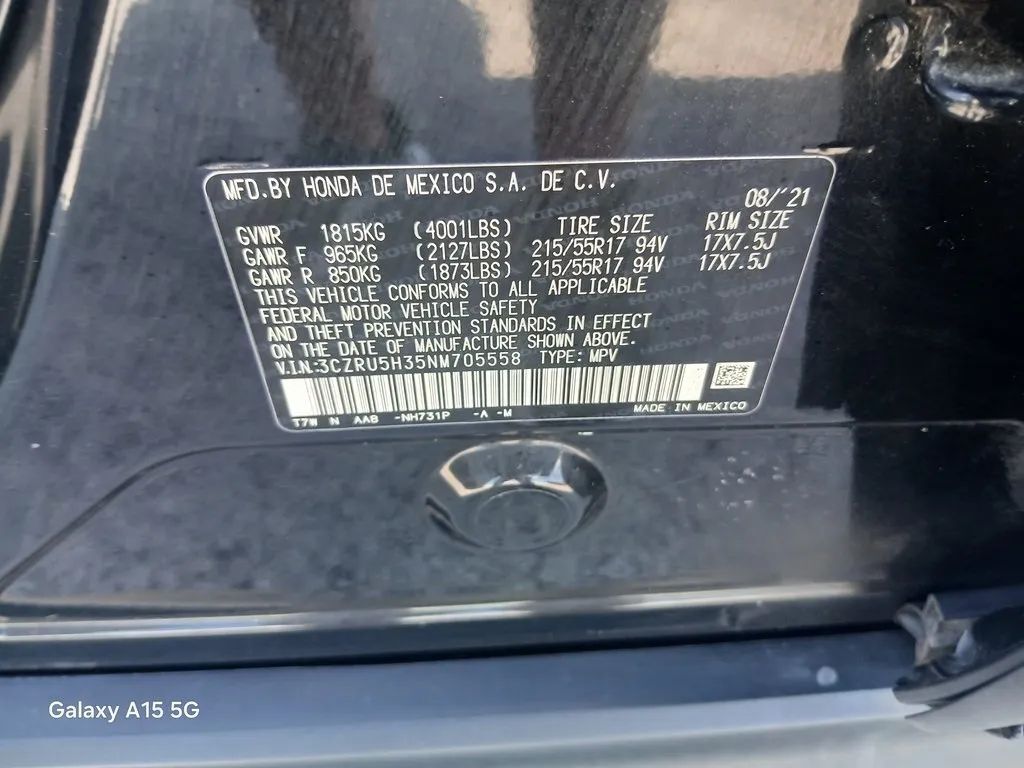 MFD.BY HONDA DE MEXICO S.A. DE C.V.
08/'21
GVWR 1815KG (4001LBS) TIRE SIZE RIM SIZE
GAWR F 965KG (2127LBS) 215/55R17 94V 17X7.5J
GAWR R 850KG (1873LBS) 215/55R17 94V 17X7.5J
THIS VEHICLE CONFORMS TO ALL APPLICABLE
FEDERAL MOTOR VEHICLE SAFETY
AND THEFT PREVENTION STANDARDS IN EFFECT
ON THE DATE OF MANUFACTURE SHOWN ABOVE.
V.I.N.:3CZRU5H35NM705558 TYPE: MPV
T7W N AAB -NH731P -A -M MADE IN MEXICO
Galaxy A15 5G